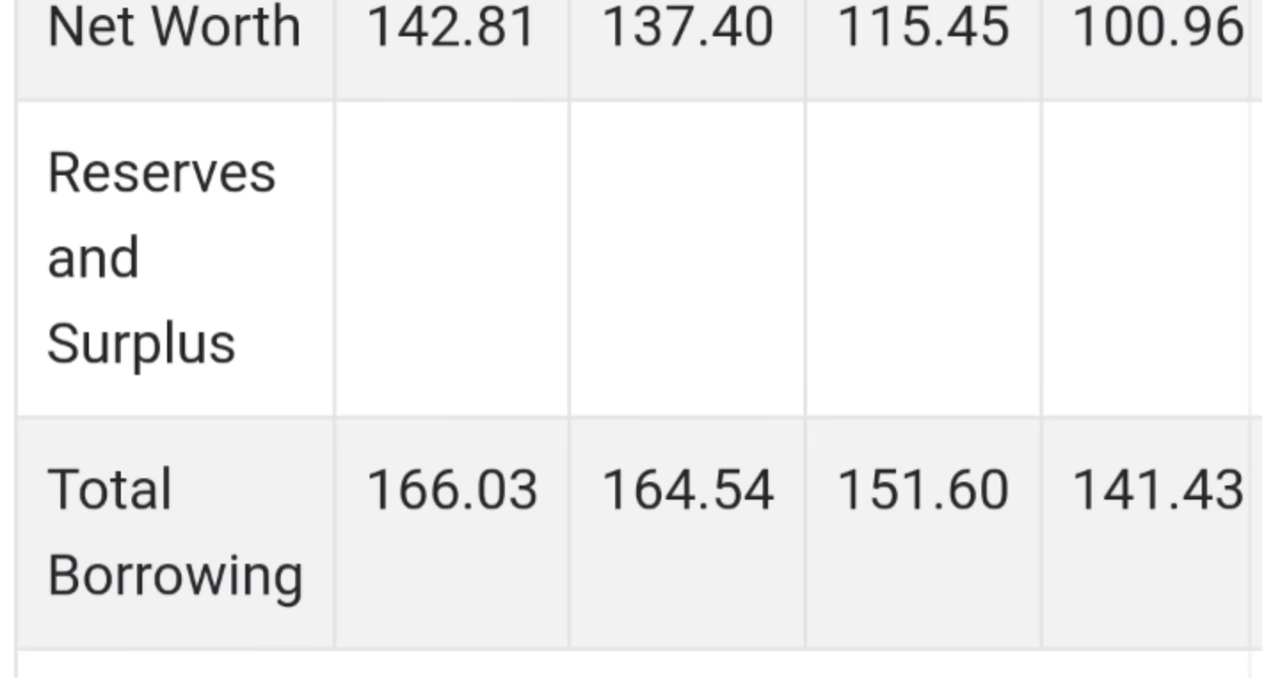 Net Worth 142.81 137.40 115.45 100.96
Reserves
and
Surplus
Total 166.03 164.54 151.60 141.43
Borrowing